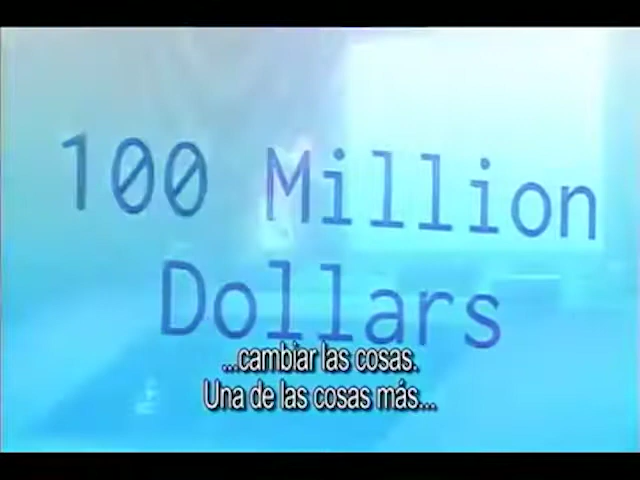 100 Million
Dollars
...cambiar las cosas.
Una de las cosas más...